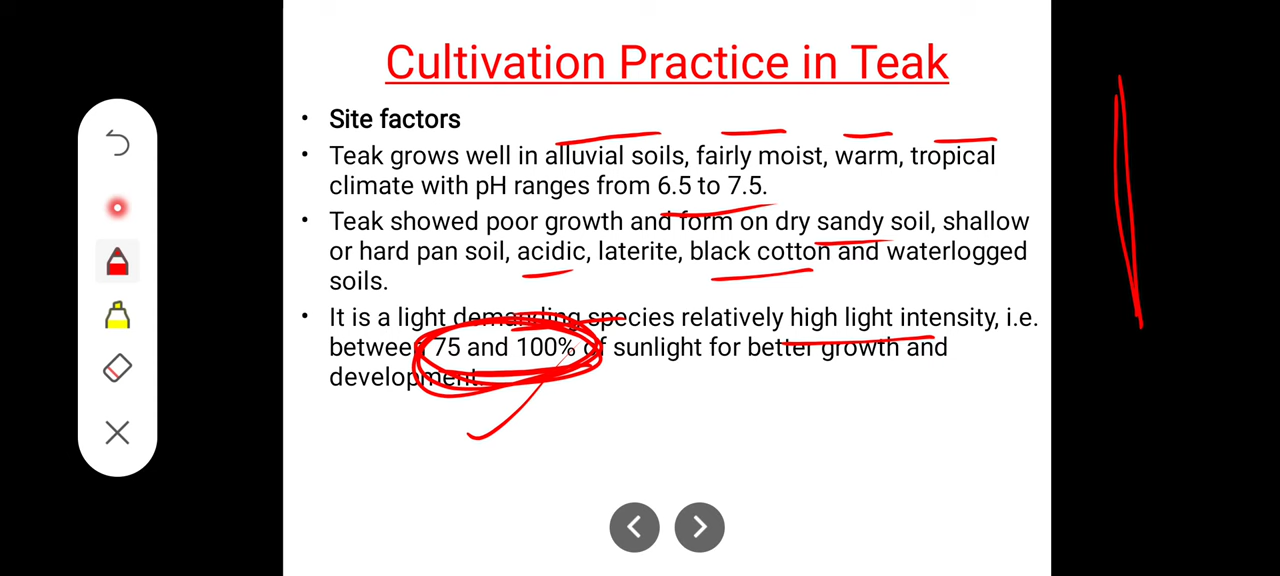 Cultivation Practice in Teak
• Site factors
• Teak grows well in alluvial soils, fairly moist, warm, tropical
climate with pH ranges from 6.5 to 7.5.
• Teak showed poor growth and form on dry sandy soil, shallow
or hard pan soil, acidic, laterite, black cotton and waterlogged
soils.
• It is a light demanding species relatively high light intensity, i.e.
between 75 and 100% of sunlight for better growth and
development.